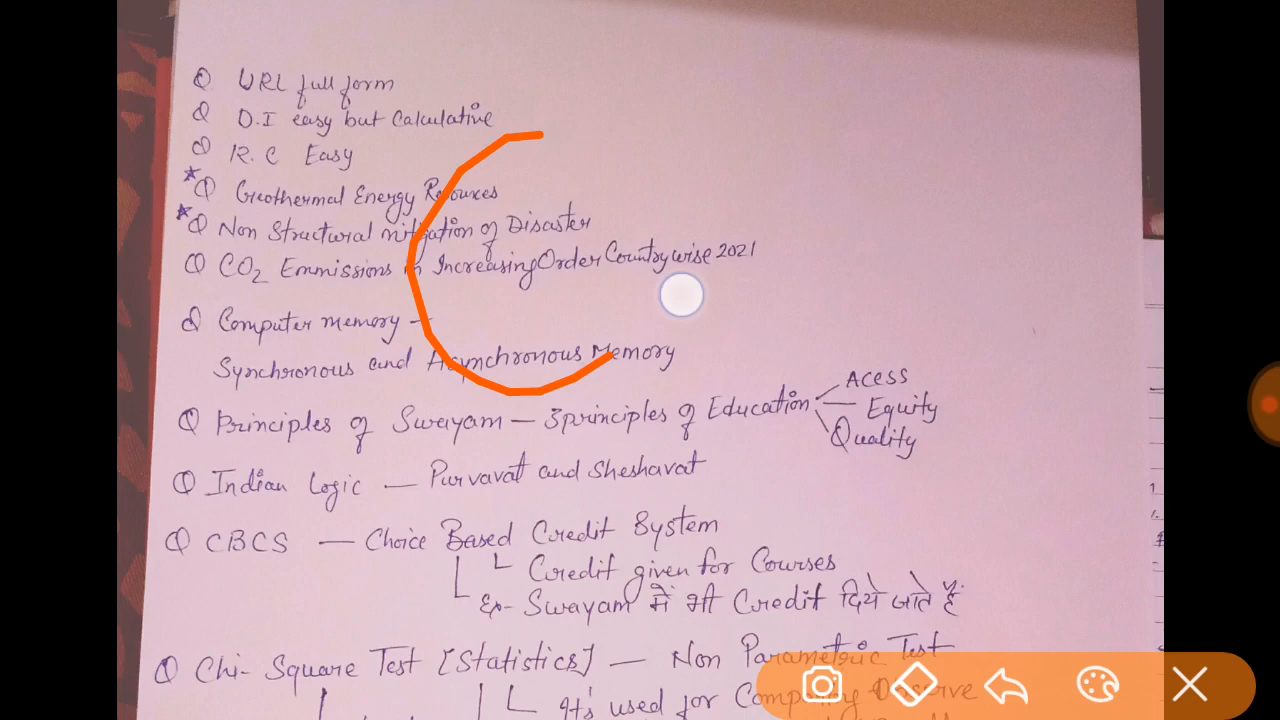 Q URL full form
Q D.I easy but Calculative
Q R.C Easy
* Q Geothermal Energy Resources
* Q Non Structural mitigation of Disaster
Q CO2 Emmissions in Increasing Order Countrywise 2021
Q Computer memory -
Synchronous and Asynchronous Memory
Q Principles of Swayam - 3 principles of Education
Acess
Equity
Quality
Q Indian Logic - Purvavat and Sheshavat
Q CBCS - Choice Based Credit System
Credit given for Courses
Ex- Swayam में भी Credit दिये जाते हैं
Q Chi-Square Test [Statistics] - Non Parametric Test
It's used for Comparing Observe